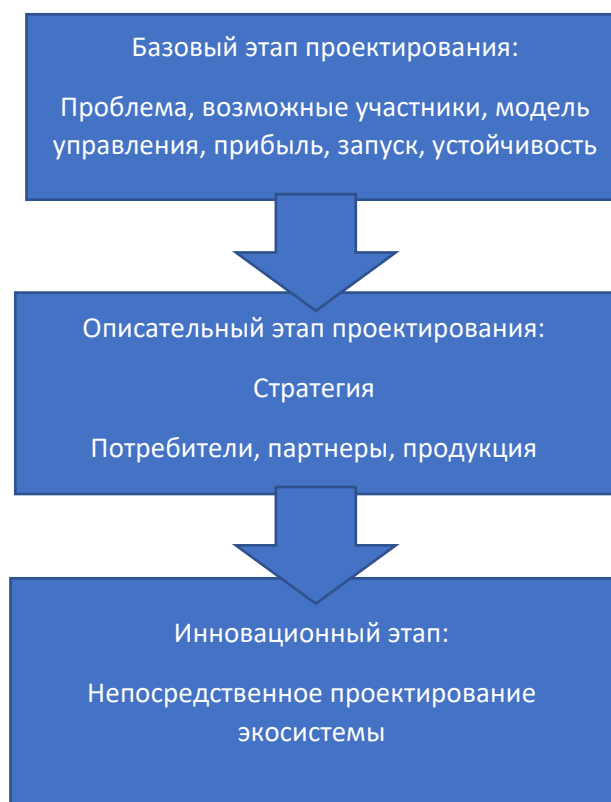 Базовый этап проектирования:
Проблема, возможные участники, модель
управления, прибыль, запуск, устойчивость
Описательный этап проектирования:
Стратегия
Потребители, партнеры, продукция
Инновационный этап:
Непосредственное проектирование
экосистемы